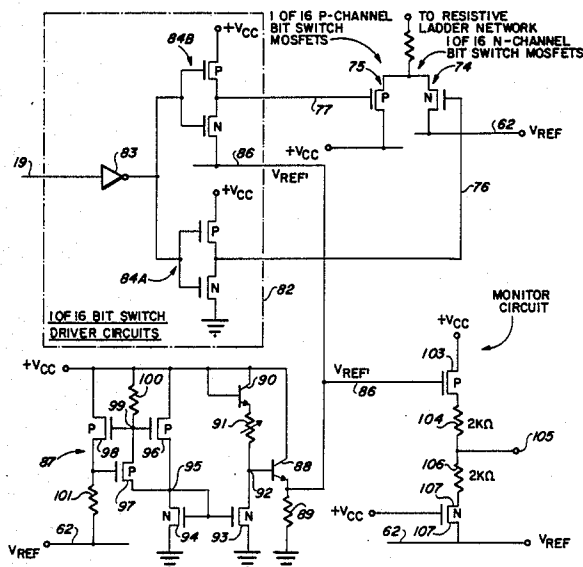 84B
+VCC
1 OF 16 P-CHANNEL
BIT SWITCH
MOSFETS
TO RESISTIVE
LADDER NETWORK
1 OF 16 N-CHANNEL
BIT SWITCH MOSFETS
75
74
P
P
N
77
N
62
VREF
+VCC
19
83
86
VREF'
+VCC
76
P
84A
N
82
1 OF 16 BIT SWITCH
DRIVER CIRCUITS
MONITOR
CIRCUIT
+VCC
+VCC
103
100
90
VREF'
86
P
99
P
P
104
2KΩ
98
91
96
105
87
P
95
88
106
2KΩ
97
92
101
107
N
N
89
N
+VCC
62
94
93
62
107
VREF
VREF